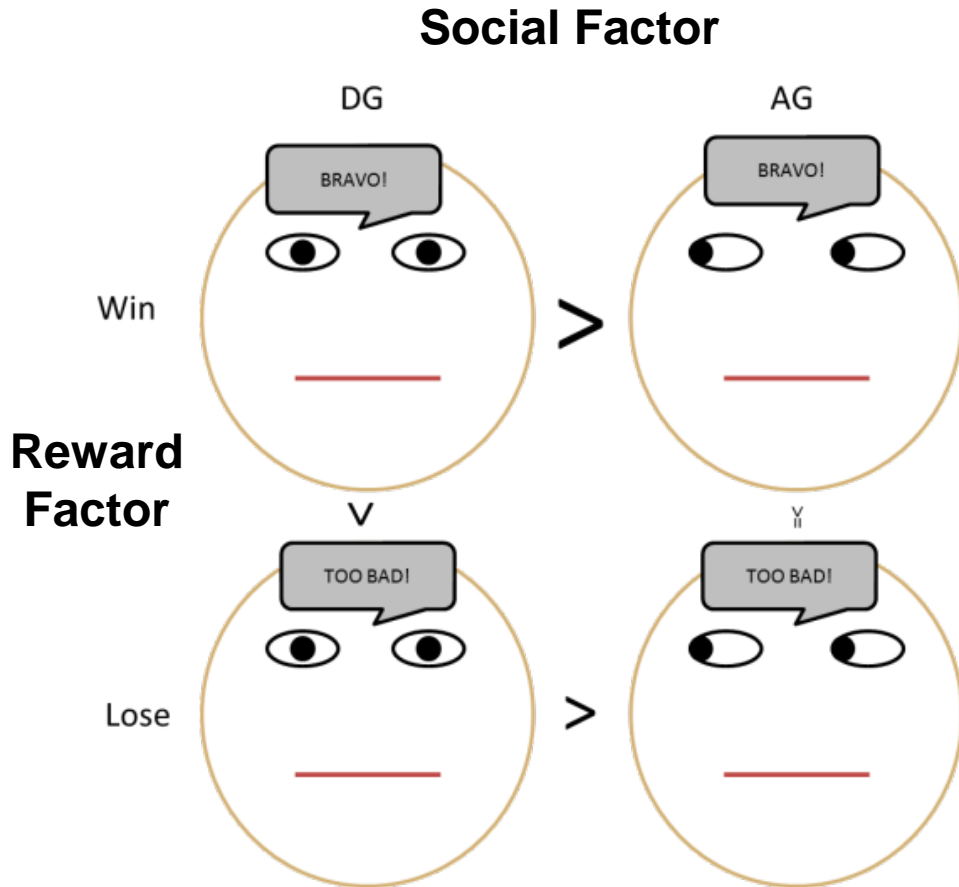 Social Factor
DG
AG
BRAVO!
BRAVO!
Win
>
Reward
Factor
V
≚
TOO BAD!
TOO BAD!
Lose
>